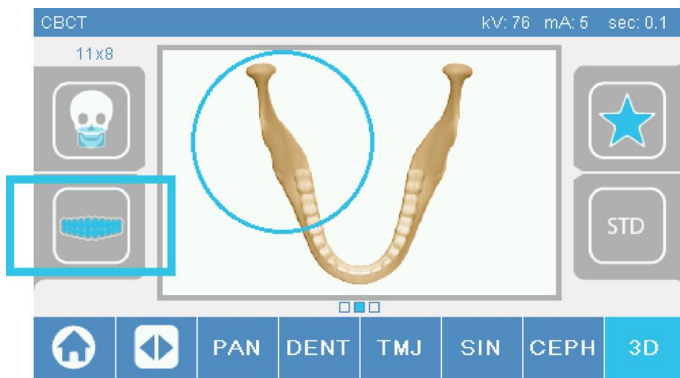 CBCT kV: 76 mA: 5 sec: 0.1
11x8
STD
PAN DENT TMJ SIN CEPH 3D